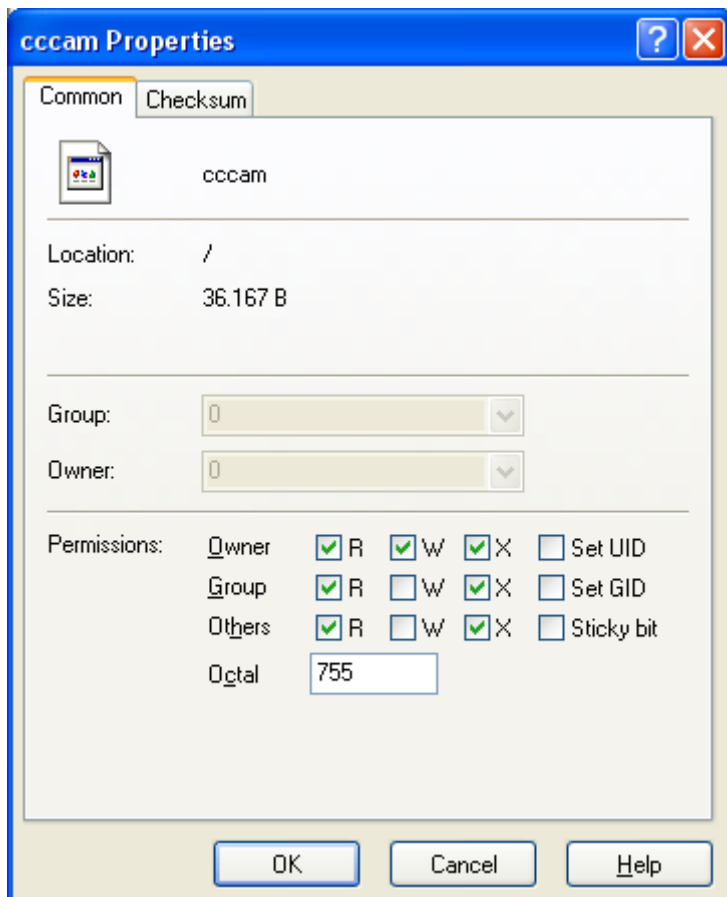 cccam Properties
Common Checksum
cccam
Location: /
Size: 36.167 B
Group: 0
Owner: 0
Permissions: Owner R W X Set UID
Group R W X Set GID
Others R W X Sticky bit
Octal 755
OK Cancel Help